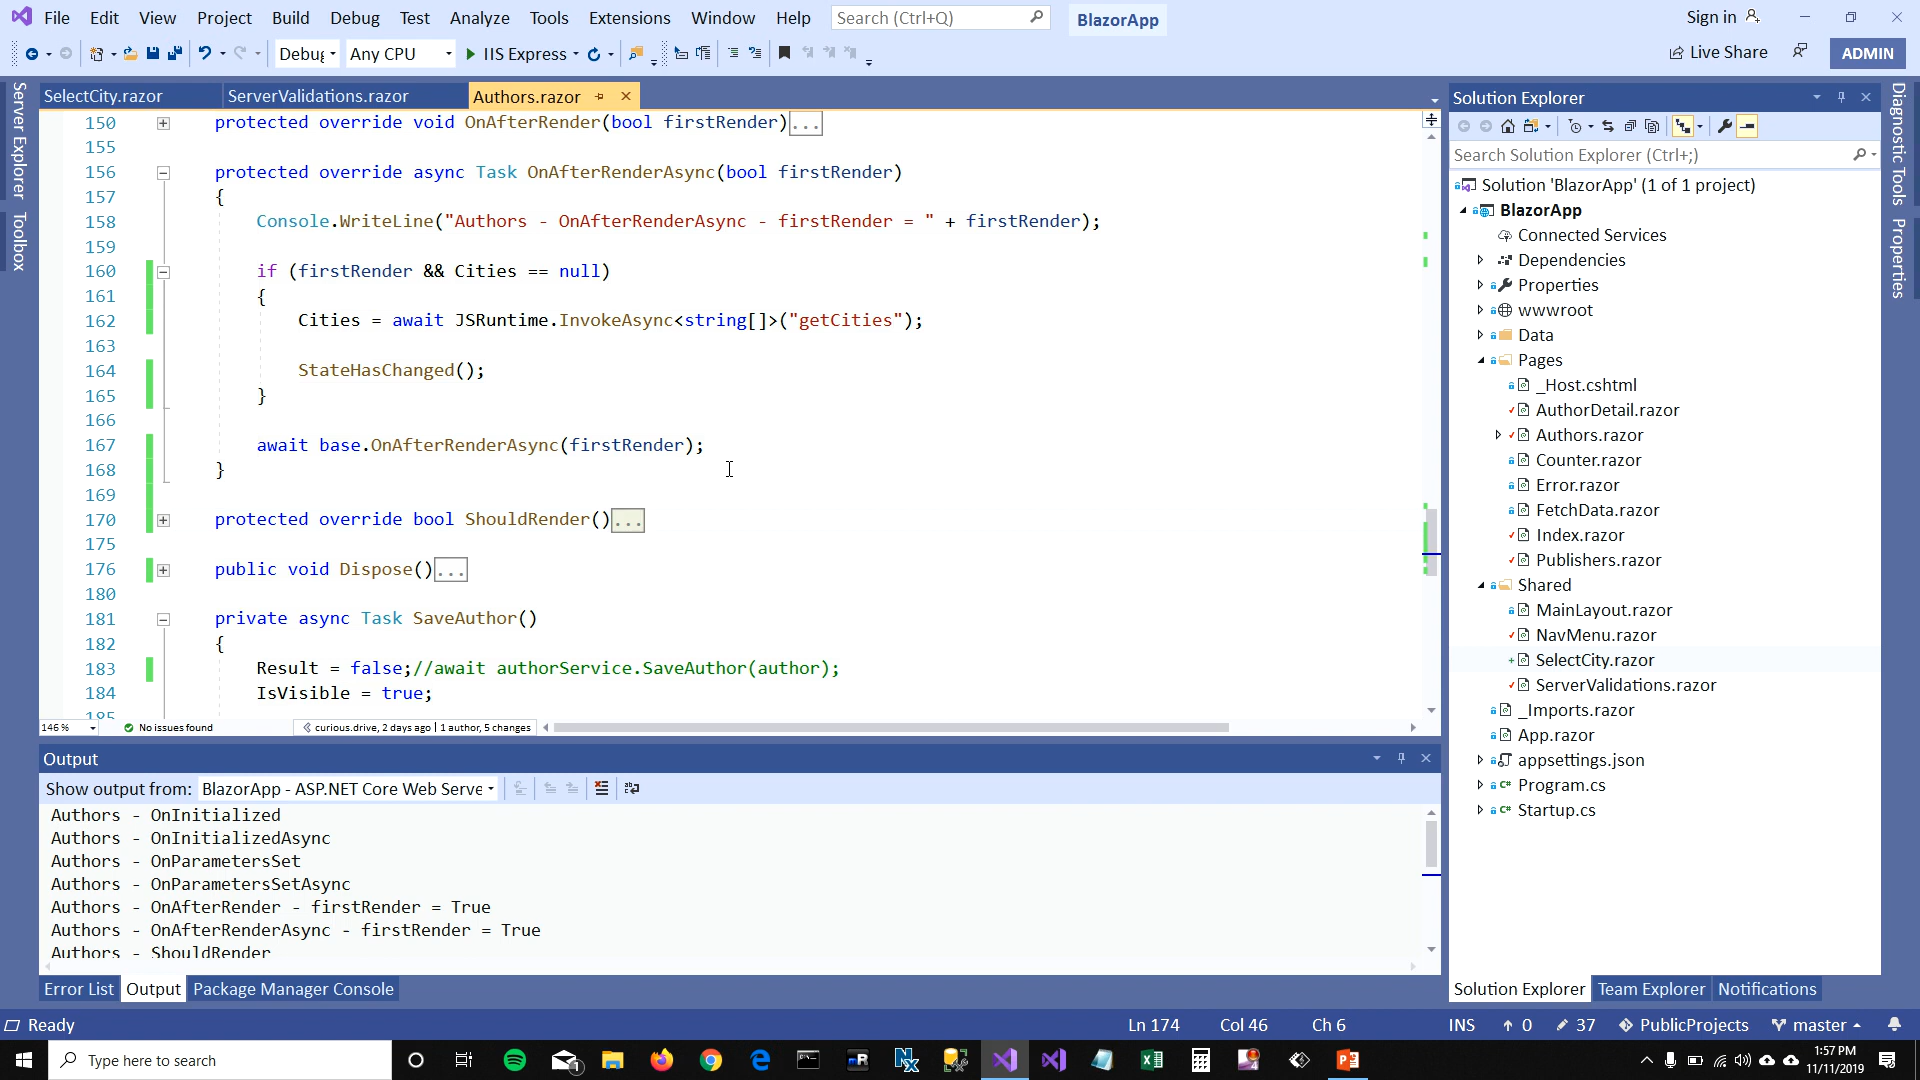 File Edit View Project Build Debug Test Analyze Tools Extensions Window Help Search (Ctrl+Q) BlazorApp Sign in
Debug Any CPU IIS Express Live Share ADMIN
SelectCity.razor ServerValidations.razor Authors.razor
Server Explorer
Toolbox
150 protected override void OnAfterRender(bool firstRender)...
155
156 protected override async Task OnAfterRenderAsync(bool firstRender)
157 {
158 Console.WriteLine("Authors - OnAfterRenderAsync - firstRender = " + firstRender);
159
160 if (firstRender && Cities == null)
161 {
162 Cities = await JSRuntime.InvokeAsync<string[]>("getCities");
163
164 StateHasChanged();
165 }
166
167 await base.OnAfterRenderAsync(firstRender);
168 }
169
170 protected override bool ShouldRender()...
175
176 public void Dispose()...
180
181 private async Task SaveAuthor()
182 {
183 Result = false;//await authorService.SaveAuthor(author);
184 IsVisible = true;
185
146 % No issues found curious.drive, 2 days ago | 1 author, 5 changes
Output
Show output from: BlazorApp - ASP.NET Core Web Serve
Authors - OnInitialized
Authors - OnInitializedAsync
Authors - OnParametersSet
Authors - OnParametersSetAsync
Authors - OnAfterRender - firstRender = True
Authors - OnAfterRenderAsync - firstRender = True
Authors - ShouldRender
Error List Output Package Manager Console
Solution Explorer
Search Solution Explorer (Ctrl+;)
Solution 'BlazorApp' (1 of 1 project)
BlazorApp
Connected Services
Dependencies
Properties
wwwroot
Data
Pages
_Host.cshtml
AuthorDetail.razor
Authors.razor
Counter.razor
Error.razor
FetchData.razor
Index.razor
Publishers.razor
Shared
MainLayout.razor
NavMenu.razor
SelectCity.razor
ServerValidations.razor
_Imports.razor
App.razor
appsettings.json
Program.cs
Startup.cs
Solution Explorer Team Explorer Notifications
Diagnostic Tools
Properties
Ready Ln 174 Col 46 Ch 6 INS 0 37 PublicProjects master
Type here to search
1:57 PM
11/11/2019